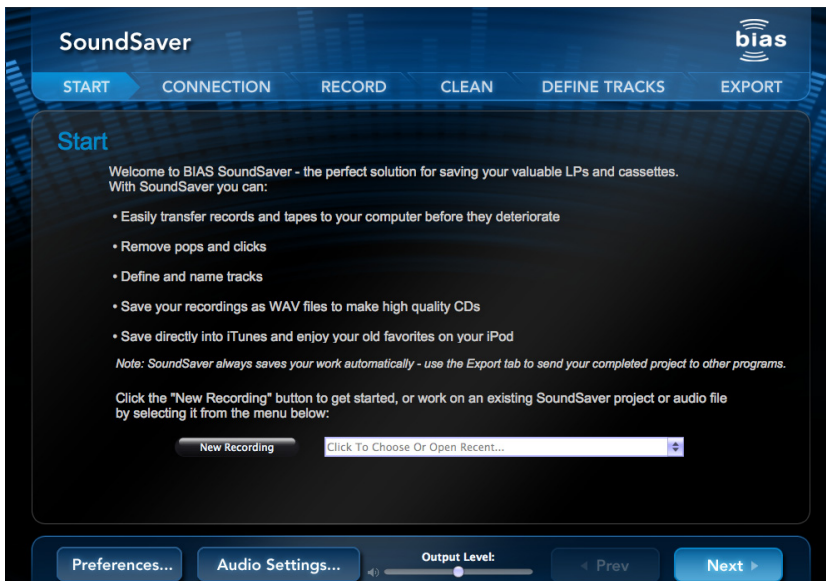 SoundSaver
bias
START CONNECTION RECORD CLEAN DEFINE TRACKS EXPORT
Start
Welcome to BIAS SoundSaver - the perfect solution for saving your valuable LPs and cassettes.
With SoundSaver you can:
• Easily transfer records and tapes to your computer before they deteriorate
• Remove pops and clicks
• Define and name tracks
• Save your recordings as WAV files to make high quality CDs
• Save directly into iTunes and enjoy your old favorites on your iPod
Note: SoundSaver always saves your work automatically - use the Export tab to send your completed project to other programs.
Click the "New Recording" button to get started, or work on an existing SoundSaver project or audio file
by selecting it from the menu below:
New Recording Click To Choose Or Open Recent...
Preferences... Audio Settings... Output Level: Prev Next